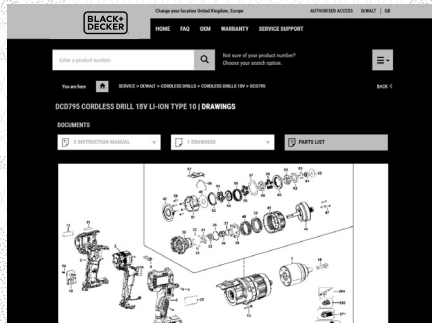 BLACK+
DECKER
Change your location United Kingdom, Europe
AUTHORISED ACCESS DEWALT | GB
HOME FAQ OEM WARRANTY SERVICE SUPPORT
Enter a product number.
Not sure of your product number?
Choose your search option.
You are here
SERVICE > DEWALT > CORDLESS DRILLS > CORDLESS DRILLS 18V > DCD795
BACK <
DCD795 CORDLESS DRILL 18V LI-ION TYPE 10 | DRAWINGS
DOCUMENTS
2 INSTRUCTION MANUAL
1 DRAWINGS
PARTS LIST